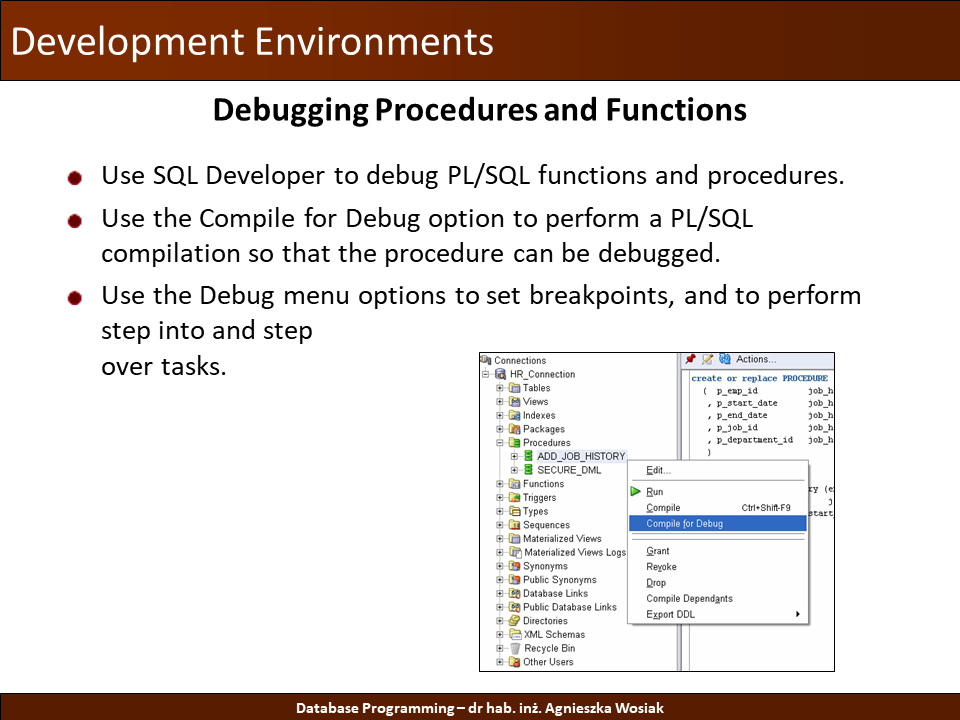 Development Environments
Debugging Procedures and Functions
Use SQL Developer to debug PL/SQL functions and procedures.
Use the Compile for Debug option to perform a PL/SQL
compilation so that the procedure can be debugged.
Use the Debug menu options to set breakpoints, and to perform
step into and step
over tasks.
Connections
HR_Connection
Tables
Views
Indexes
Packages
Procedures
ADD_JOB_HISTORY
SECURE_DML
Functions
Triggers
Types
Sequences
Materialized Views
Materialized Views Logs
Synonyms
Public Synonyms
Database Links
Public Database Links
Directories
XML Schemas
Recycle Bin
Other Users
Actions...
create or replace PROCEDURE
( p_emp_id job_h
, p_start_date job_h
, p_end_date job_h
, p_job_id job_h
, p_department_id job_h
)
ry (e
j
start_
Edit...
Run
Compile Ctrl+Shift-F9
Compile for Debug
Grant
Revoke
Drop
Compile Dependants
Export DDL
Database Programming – dr hab. inż. Agnieszka Wosiak